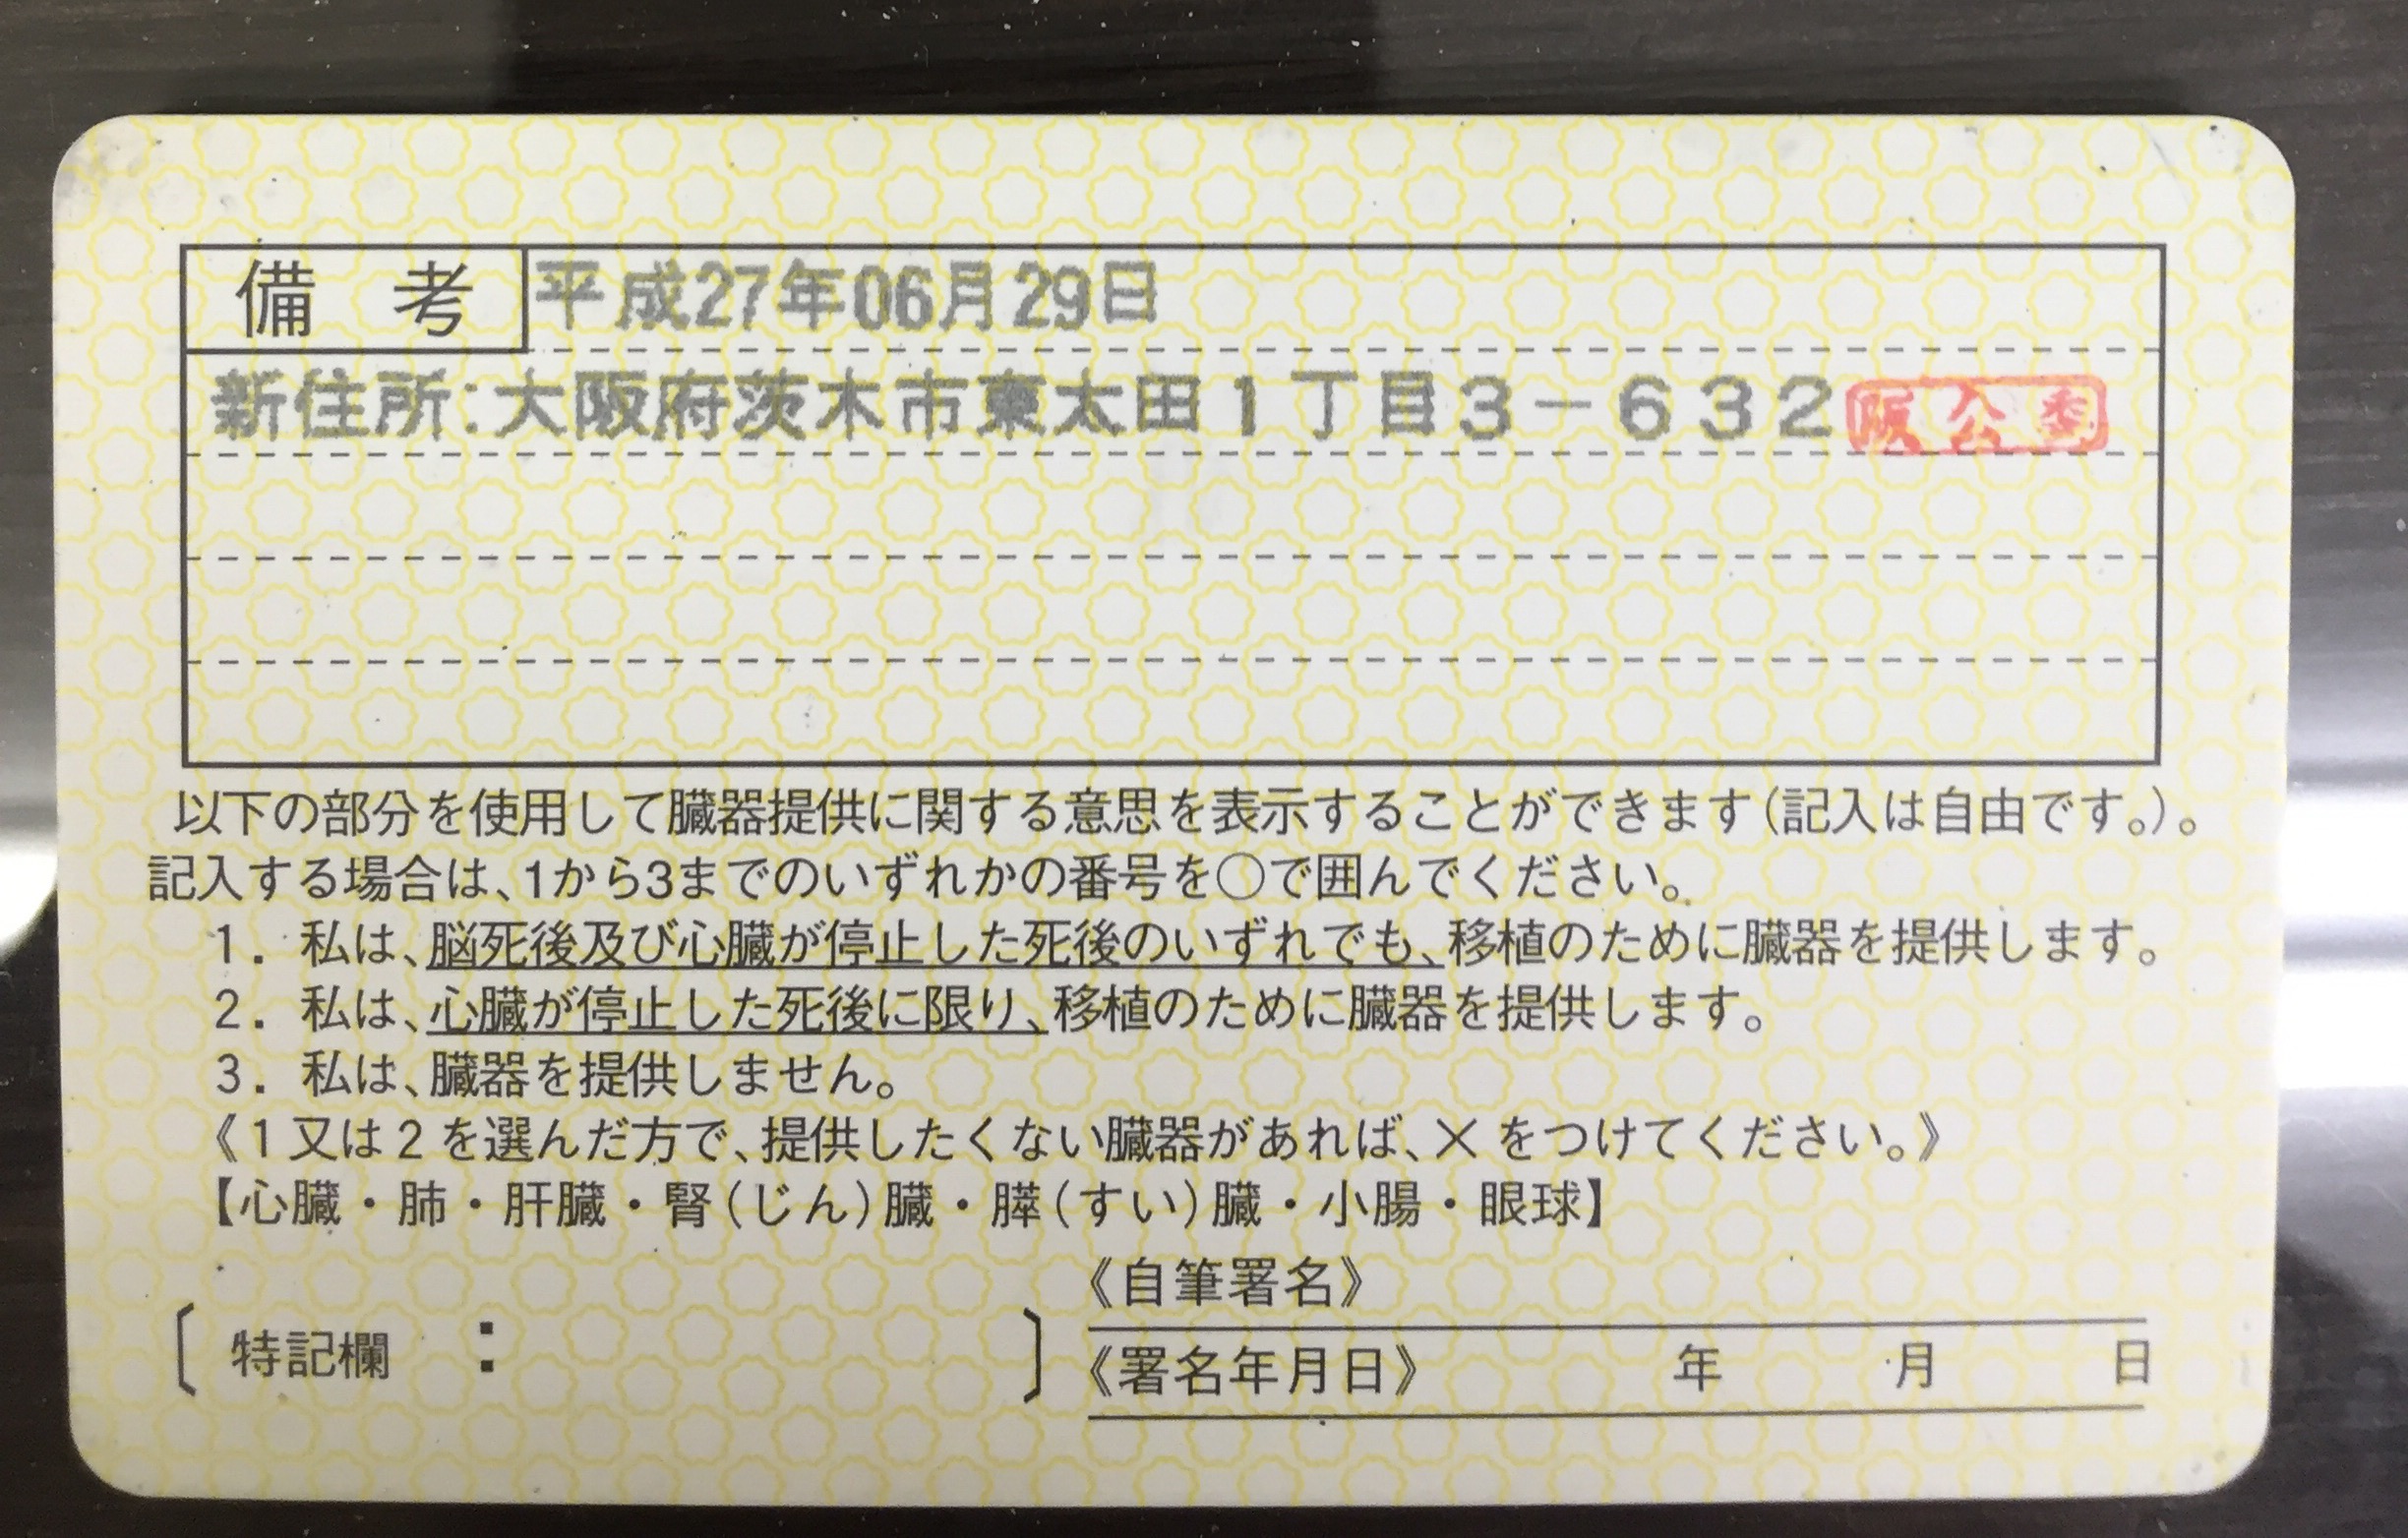 備考 平成27年06月29日
新住所:大阪府茨木市東太田1丁目3-632 阪公委
以下の部分を使用して臓器提供に関する意思を表示することができます(記入は自由です。)。
記入する場合は、1から3までのいずれかの番号を○で囲んでください。
1. 私は、脳死後及び心臓が停止した死後のいずれでも、移植のために臓器を提供します。
2. 私は、心臓が停止した死後に限り、移植のために臓器を提供します。
3. 私は、臓器を提供しません。
《1又は2を選んだ方で、提供したくない臓器があれば、×をつけてください。》
【心臓・肺・肝臓・腎(じん)臓・膵(すい)臓・小腸・眼球】
《自筆署名》
〔特記欄 : 〕
《署名年月日》 年 月 日